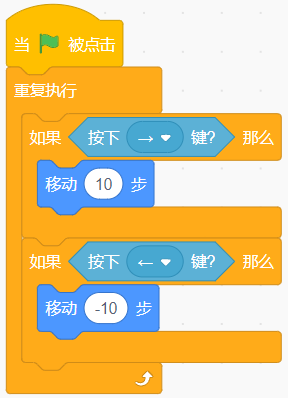 当 被点击
重复执行
如果 按下 → 键? 那么
移动 10 步
如果 按下 ← 键? 那么
移动 -10 步